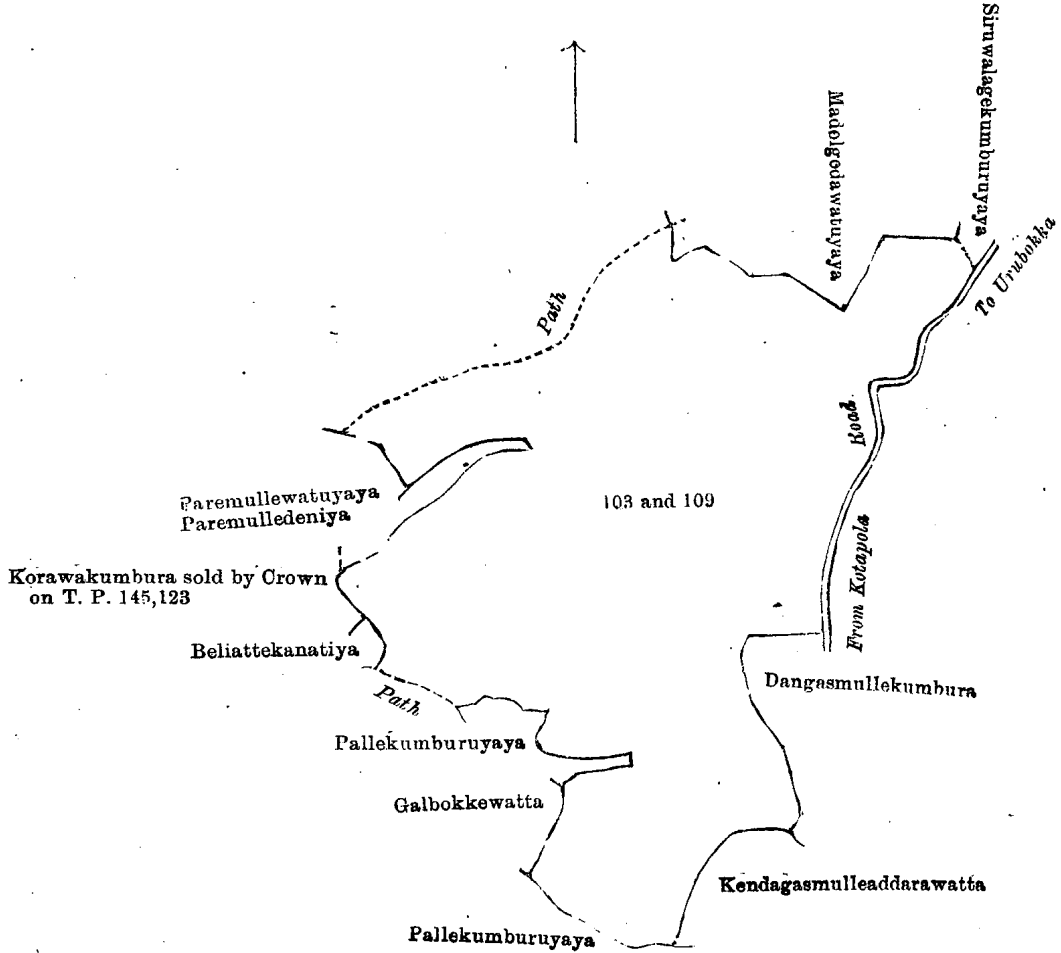 Siruwalagekumburuyaya
Madolgodawatuyaya
To Urubokka
Path
Road
Paremullewatuyaya
Paremulledeniya
103 and 109
From Kotapola
Korawakumbura sold by Crown
on T. P. 145,123
Beliattekanatiya
Dangasmullekumbura
Path
Pallekumburuyaya
Galbokkewatta
Kendagasmulleaddarawatta
Pallekumburuyaya